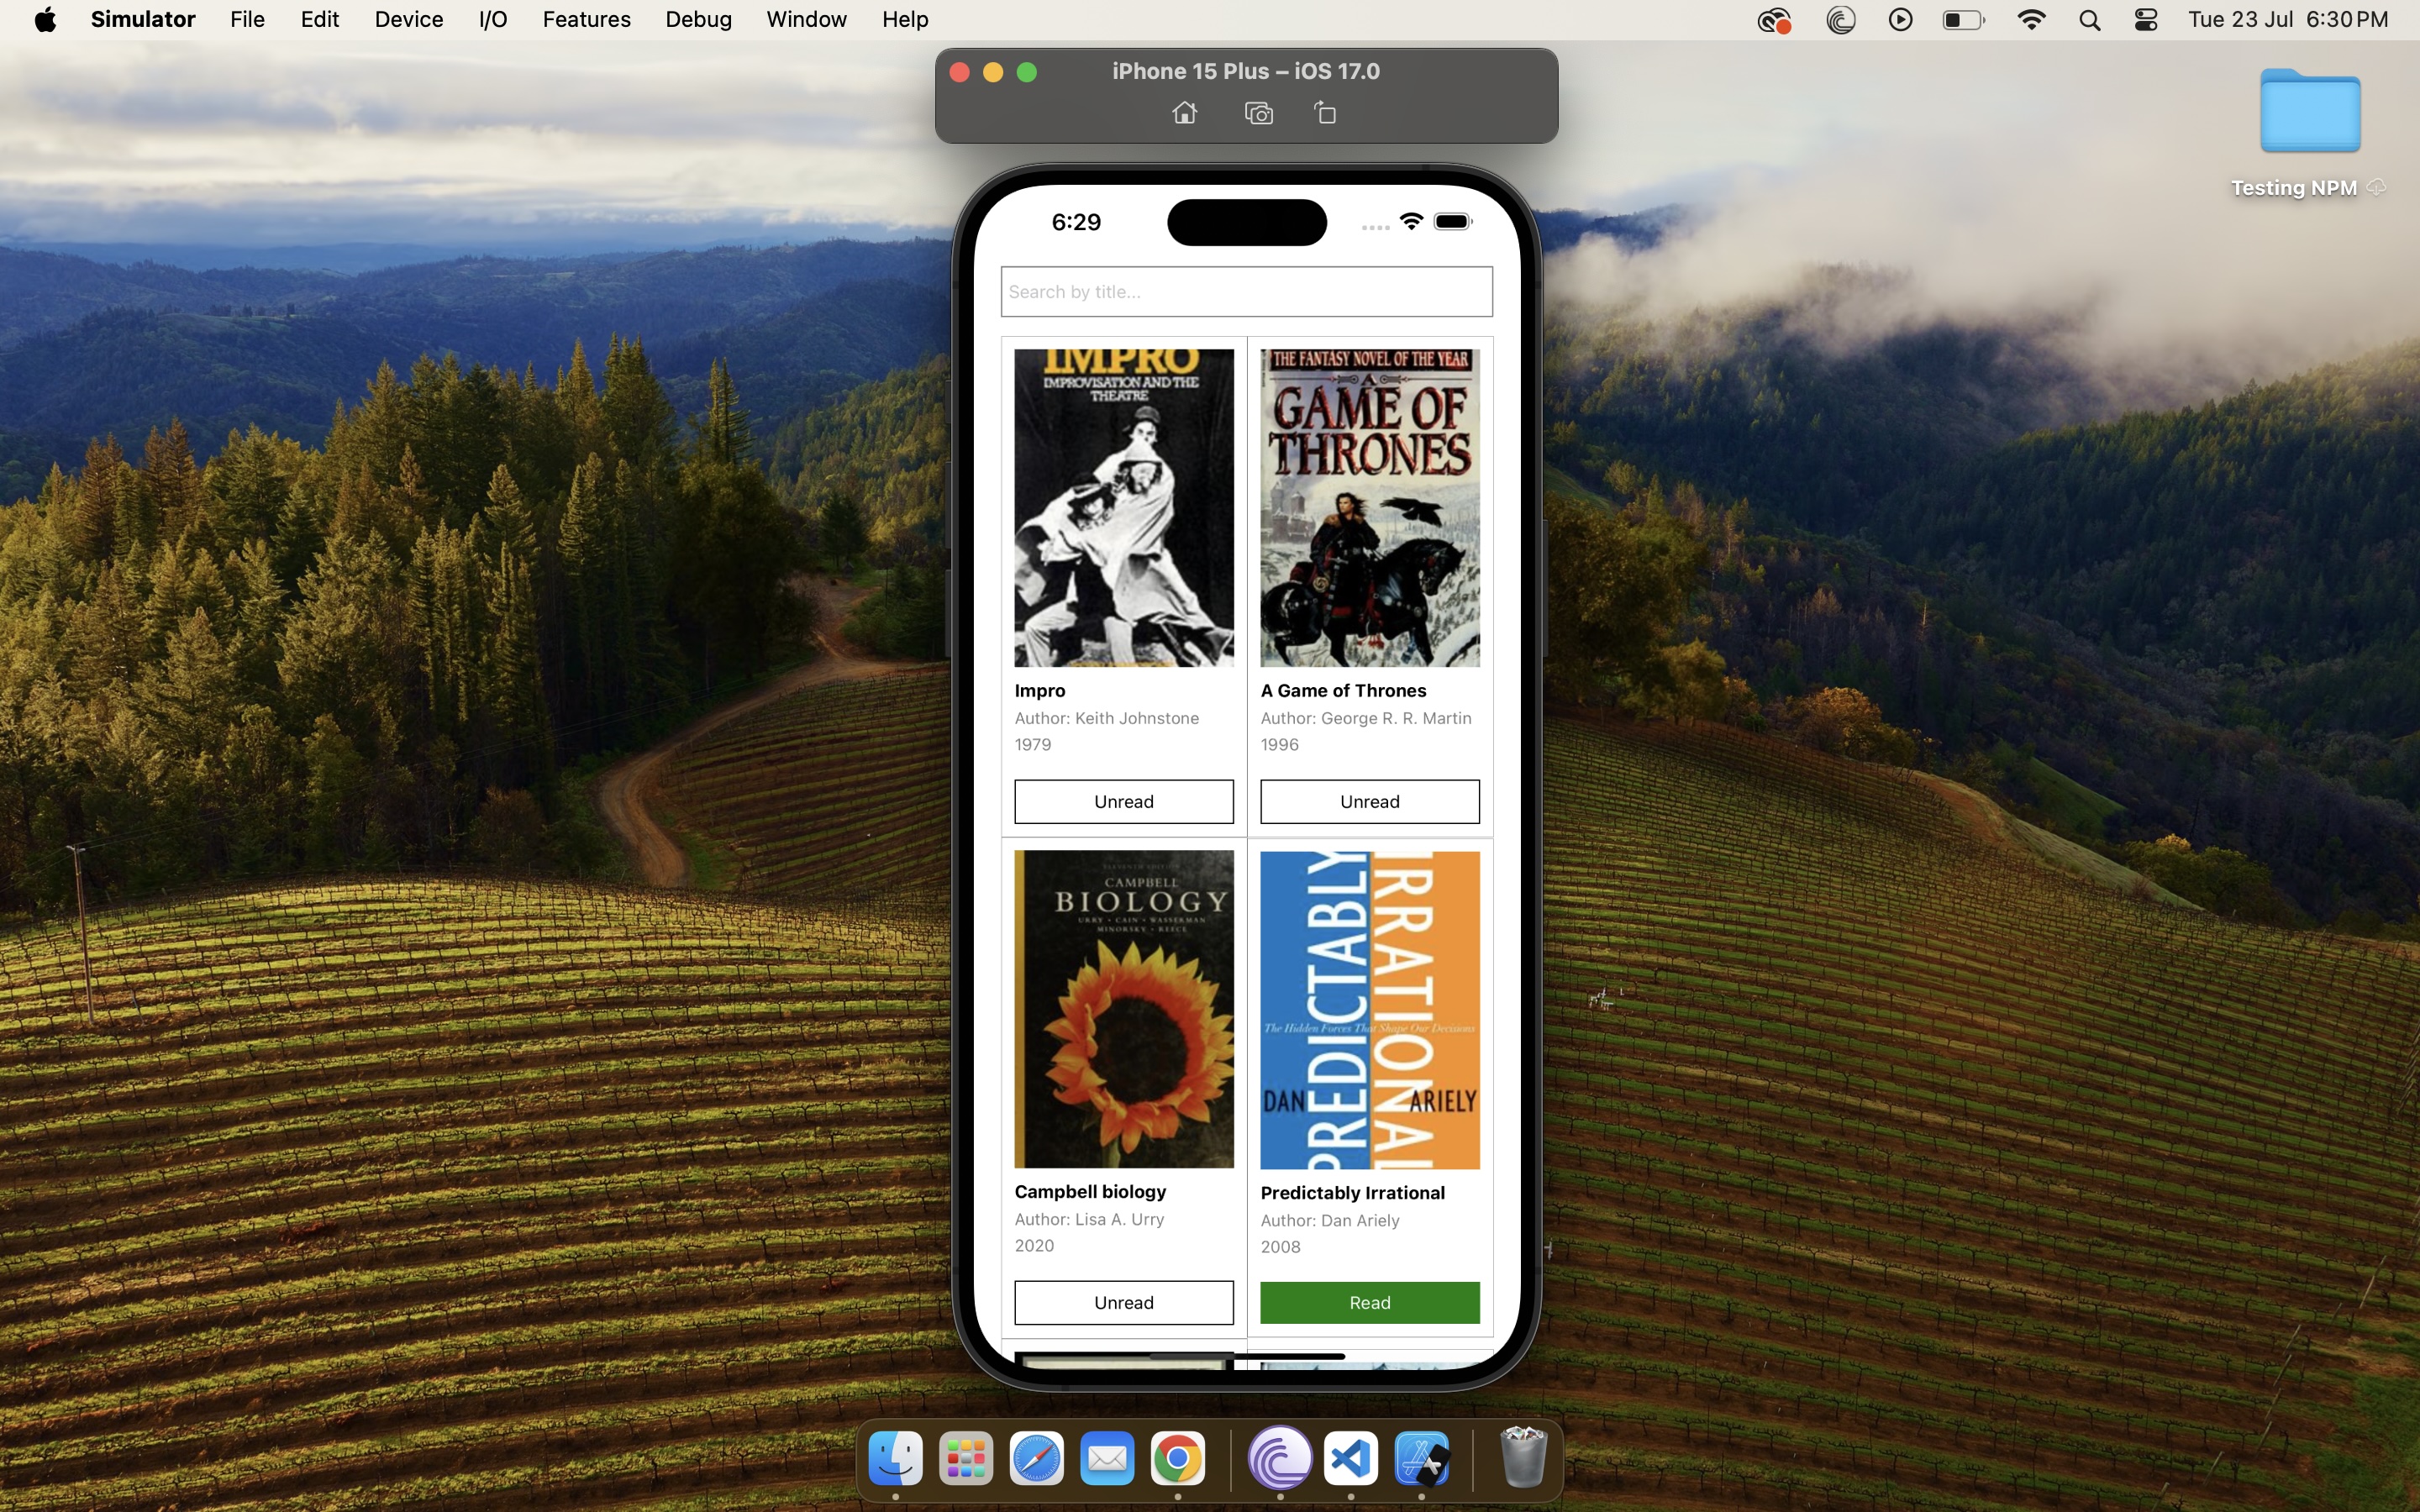 Simulator File Edit Device I/O Features Debug Window Help Tue 23 Jul 6:30 PM
iPhone 15 Plus – iOS 17.0
Testing NPM
6:29
Search by title...
IMPRO
IMPROVISATION AND THE
THEATRE
THE FANTASY NOVEL OF THE YEAR
A
GAME OF
THRONES
Impro
Author: Keith Johnstone
1979
Unread
A Game of Thrones
Author: George R. R. Martin
1996
Unread
ELEVENTH EDITION
CAMPBELL
BIOLOGY
URRY • CAIN • WASSERMAN
MINORSKY • REECE
PREDICTABLY
IRRATIONAL
The Hidden Forces That Shape Our Decisions
DAN ARIELY
Campbell biology
Author: Lisa A. Urry
2020
Unread
Predictably Irrational
Author: Dan Ariely
2008
Read